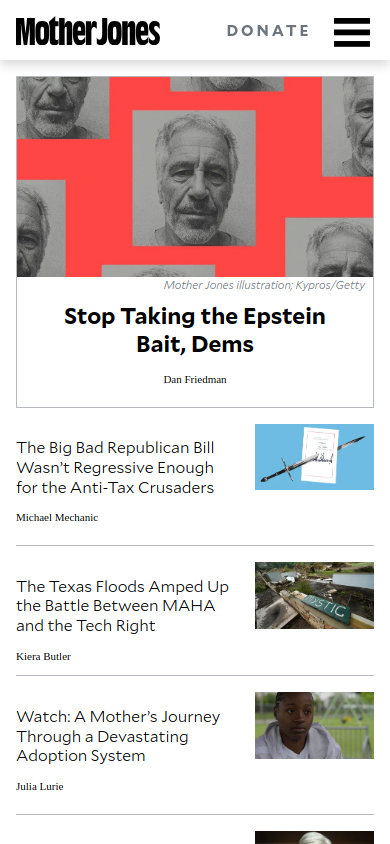 Mother Jones
DONATE
Mother Jones illustration; Kypros/Getty
Stop Taking the Epstein
Bait, Dems
Dan Friedman
The Big Bad Republican Bill
Wasn’t Regressive Enough
for the Anti-Tax Crusaders
Michael Mechanic
The Texas Floods Amped Up
the Battle Between MAHA
and the Tech Right
MYSTIC
Kiera Butler
Watch: A Mother’s Journey
Through a Devastating
Adoption System
Julia Lurie